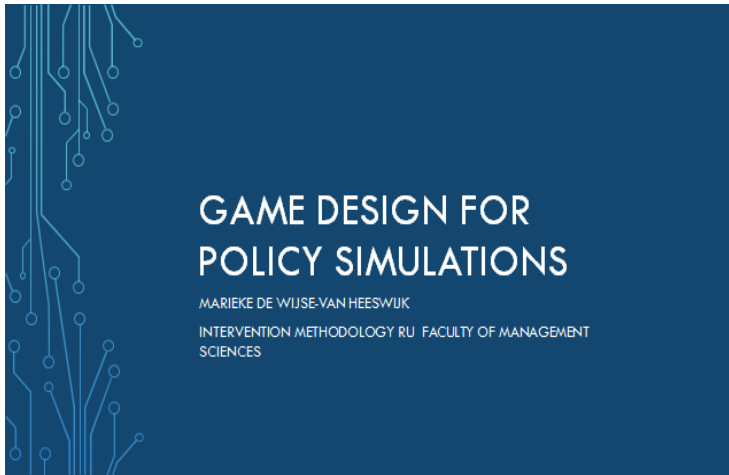 GAME DESIGN FOR
POLICY SIMULATIONS
MARIEKE DE WIJSE-VAN HEESWIJK
INTERVENTION METHODOLOGY RU FACULTY OF MANAGEMENT
SCIENCES